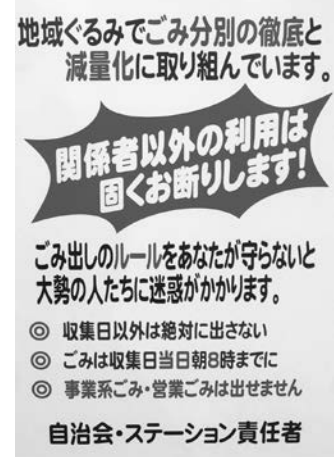 地域ぐるみでごみ分別の徹底と
減量化に取り組んでいます。
関係者以外の利用は
固くお断りします!
ごみ出しのルールをあなたが守らないと
大勢の人たちに迷惑がかかります。
◎ 収集日以外は絶対に出さない
◎ ごみは収集日当日朝8時までに
◎ 事業系ごみ・営業ごみは出せません
自治会・ステーション責任者